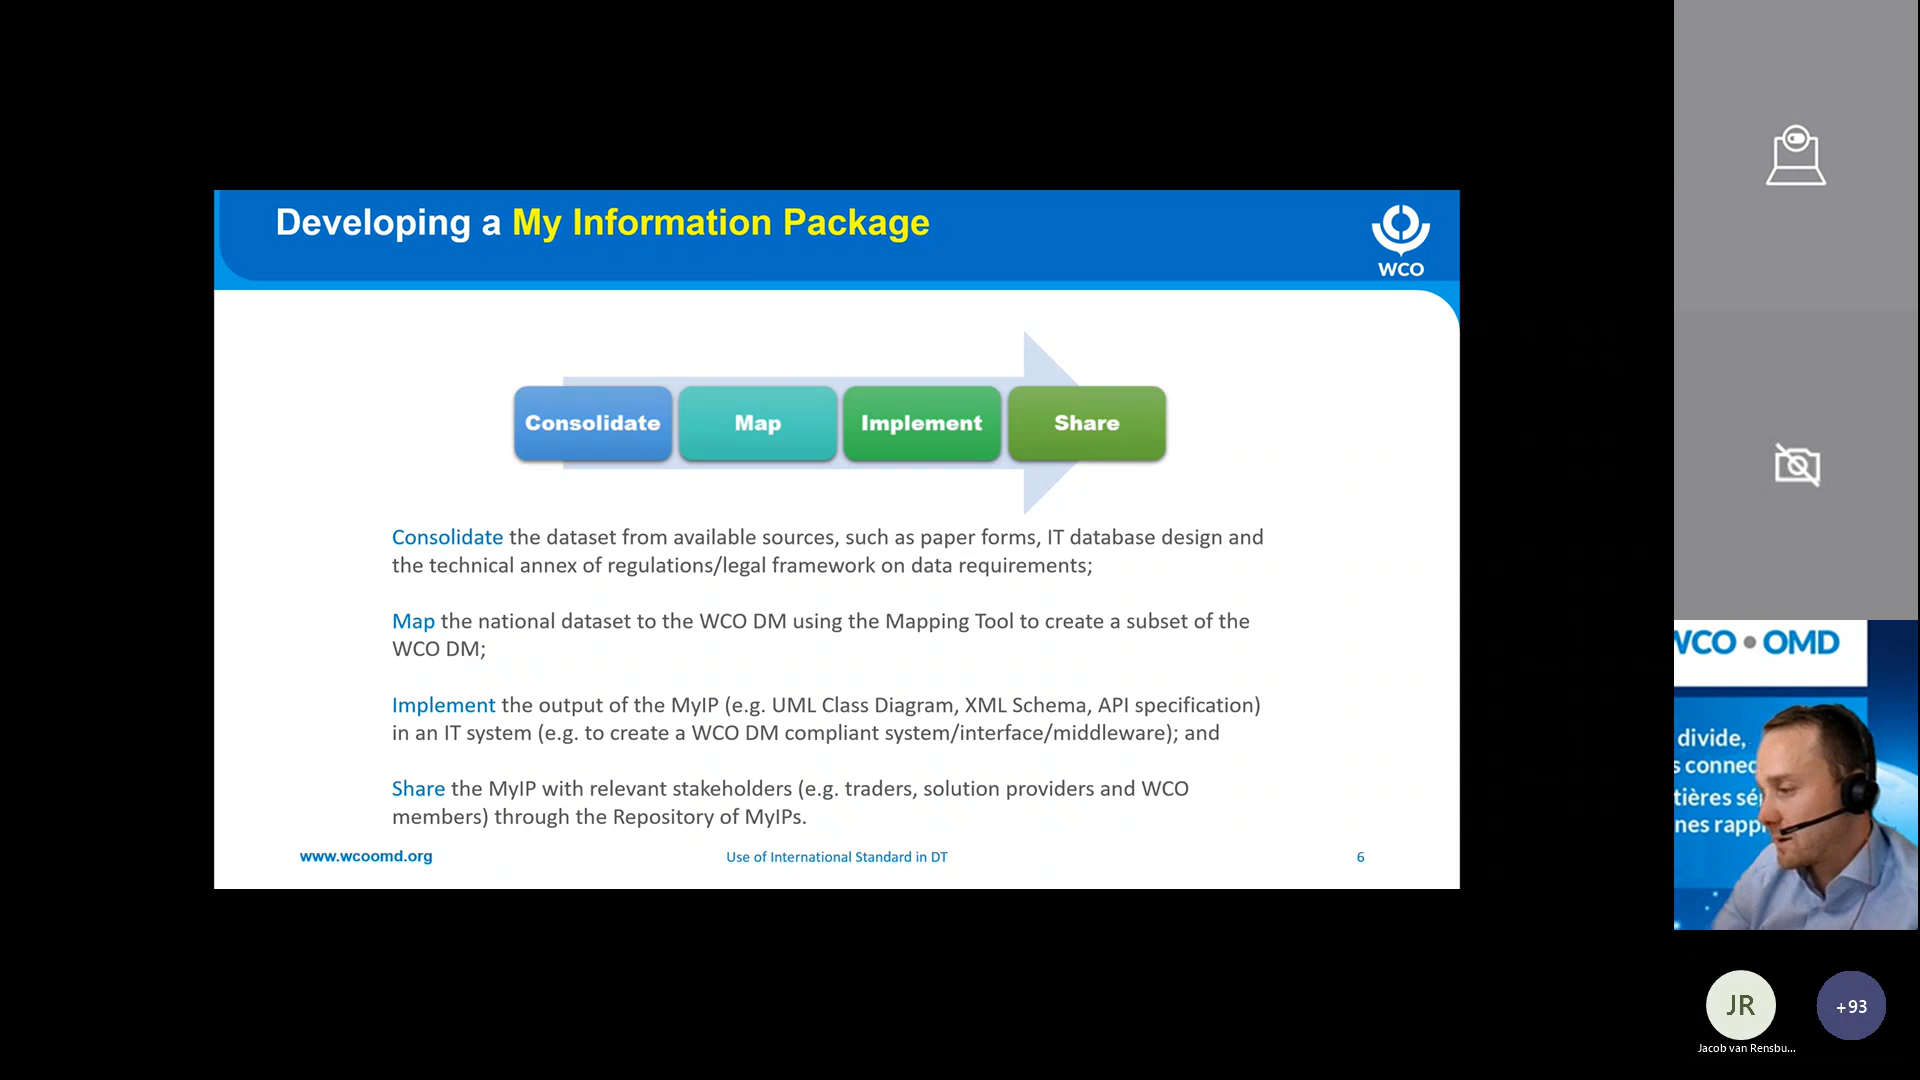 Developing a My Information Package
WCO
Consolidate
Map
Implement
Share
Consolidate the dataset from available sources, such as paper forms, IT database design and
the technical annex of regulations/legal framework on data requirements;
Map the national dataset to the WCO DM using the Mapping Tool to create a subset of the
WCO DM;
Implement the output of the MyIP (e.g. UML Class Diagram, XML Schema, API specification)
in an IT system (e.g. to create a WCO DM compliant system/interface/middleware); and
Share the MyIP with relevant stakeholders (e.g. traders, solution providers and WCO
members) through the Repository of MyIPs.
www.wcoomd.org
Use of International Standard in DT
6
WCO • OMD
divide,
s connec
tières sé
nes rapp
JR
+93
Jacob van Rensbu...